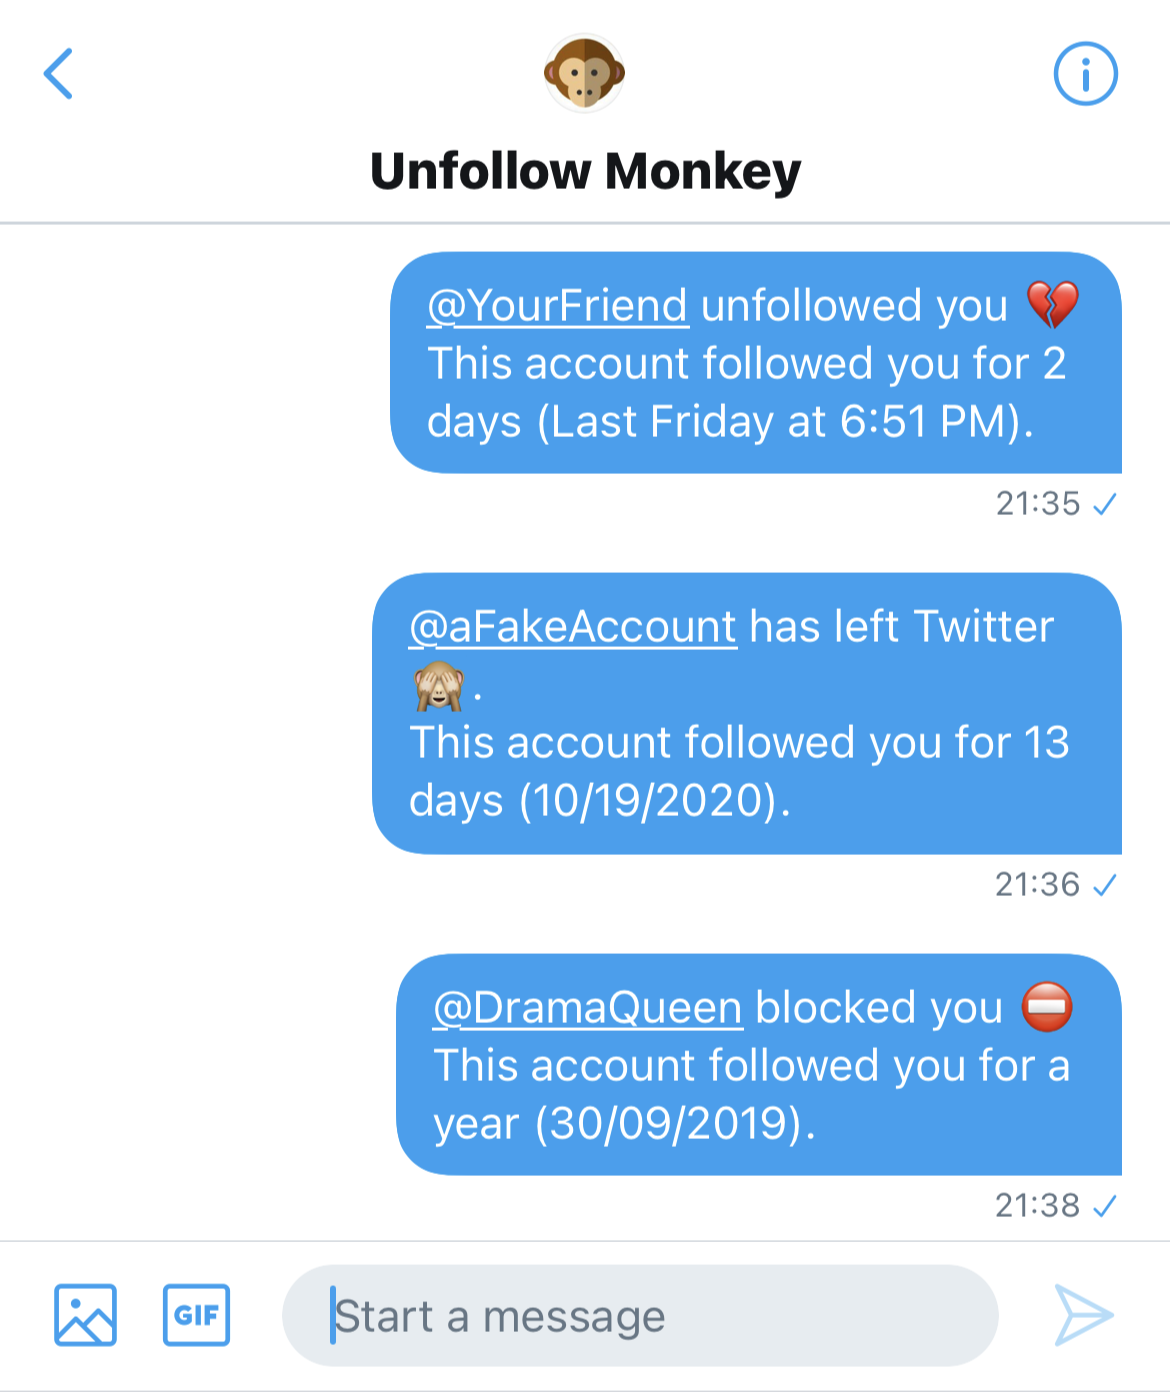 Unfollow Monkey
@YourFriend unfollowed you 💔
This account followed you for 2
days (Last Friday at 6:51 PM).
21:35 ✓
@aFakeAccount has left Twitter
🙈.
This account followed you for 13
days (10/19/2020).
21:36 ✓
@DramaQueen blocked you ⛔
This account followed you for a
year (30/09/2019).
21:38 ✓
GIF
Start a message